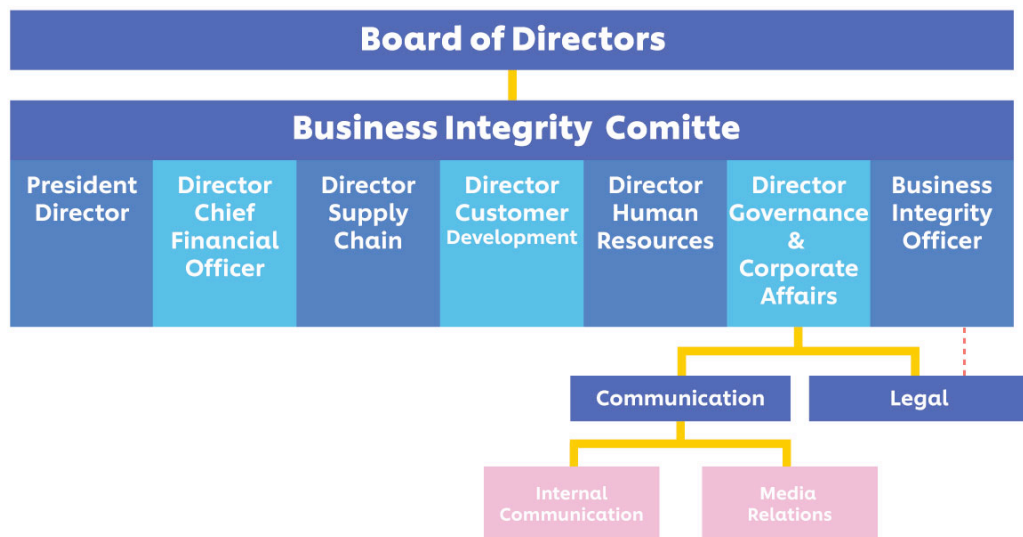 Board of Directors
Business Integrity Comitte
President
Director
Director
Chief
Financial
Officer
Director
Supply
Chain
Director
Customer
Development
Director
Human
Resources
Director
Governance
&
Corporate
Affairs
Business
Integrity
Officer
Communication
Legal
Internal
Communication
Media
Relations